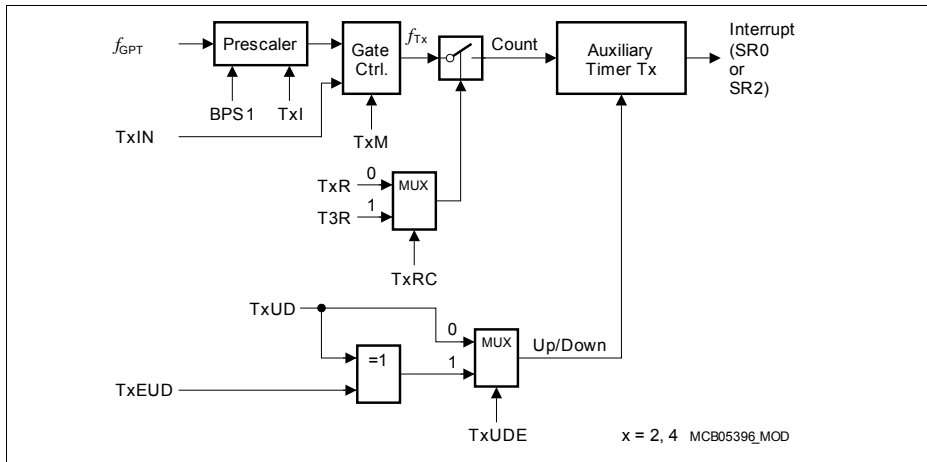 fGPT
Prescaler
BPS1
TxI
TxIN
Gate
Ctrl.
TxM
fTx
Count
Auxiliary
Timer Tx
Interrupt
(SR0
or
SR2)
TxR
0
T3R
1
MUX
TxRC
TxUD
TxEUD
=1
0
1
MUX
TxUDE
Up/Down
x = 2, 4
MCB05396_MOD